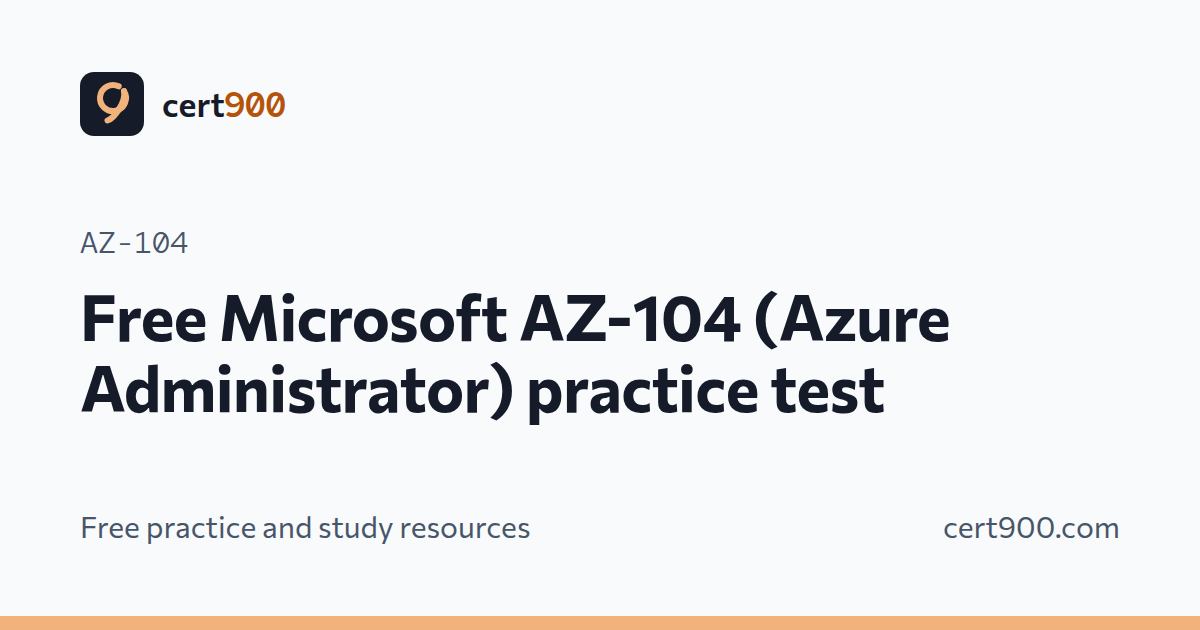 cert900
AZ-104
Free Microsoft AZ-104 (Azure
Administrator) practice test
Free practice and study resources
cert900.com